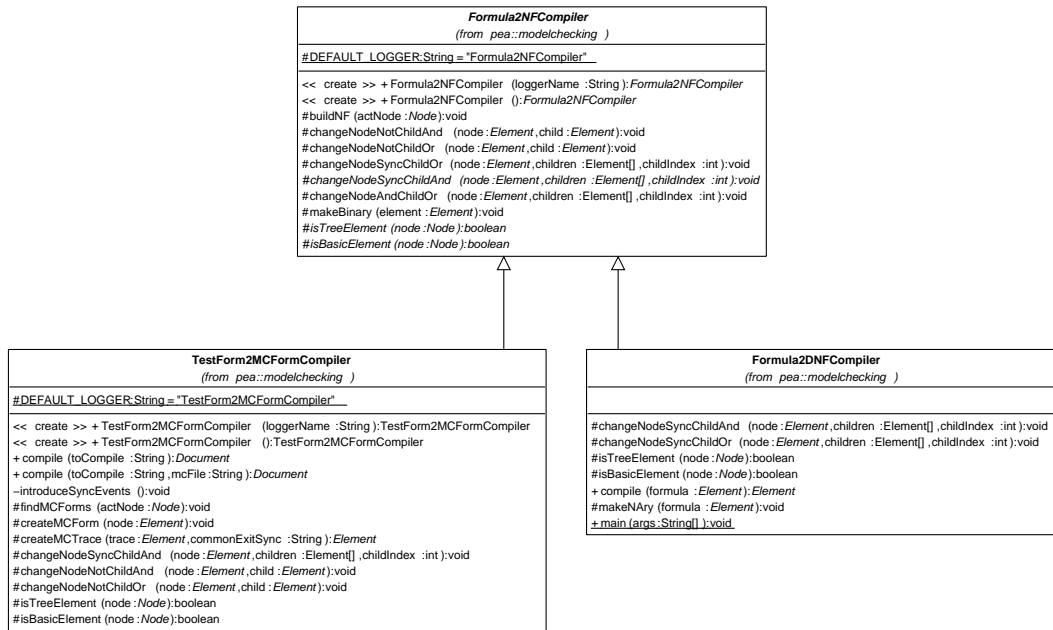 Formula2NFCompiler
(from pea::modelchecking )
#DEFAULT_LOGGER:String = "Formula2NFCompiler"
<< create >> +Formula2NFCompiler (loggerName :String ):Formula2NFCompiler
<< create >> +Formula2NFCompiler ():Formula2NFCompiler
#buildNF (actNode :Node):void
#changeNodeNotChildAnd (node :Element ,child :Element ):void
#changeNodeNotChildOr (node :Element ,child :Element ):void
#changeNodeSyncChildOr (node :Element ,children :Element[] ,childIndex :int ):void
#changeNodeSyncChildAnd (node :Element ,children :Element[] ,childIndex :int ):void
#changeNodeAndChildOr (node :Element ,children :Element[] ,childIndex :int ):void
#makeBinary (element :Element ):void
#isTreeElement (node :Node):boolean
#isBasicElement (node :Node):boolean
TestForm2MCFormCompiler
(from pea::modelchecking )
#DEFAULT_LOGGER:String = "TestForm2MCFormCompiler"
<< create >> +TestForm2MCFormCompiler (loggerName :String ):TestForm2MCFormCompiler
<< create >> +TestForm2MCFormCompiler ():TestForm2MCFormCompiler
+compile (toCompile :String ):Document
+compile (toCompile :String ,mcFile :String ):Document
–introduceSyncEvents ():void
#findMCForms (actNode :Node):void
#createMCForm (node :Element ):void
#createMCTrace (trace :Element ,commonExitSync :String ):Element
#changeNodeSyncChildAnd (node :Element ,children :Element[] ,childIndex :int ):void
#changeNodeNotChildAnd (node :Element ,child :Element ):void
#changeNodeNotChildOr (node :Element ,child :Element ):void
#isTreeElement (node :Node):boolean
#isBasicElement (node :Node):boolean
Formula2DNFCompiler
(from pea::modelchecking )
#changeNodeSyncChildAnd (node :Element ,children :Element[] ,childIndex :int ):void
#changeNodeSyncChildOr (node :Element ,children :Element[] ,childIndex :int ):void
#isTreeElement (node :Node):boolean
#isBasicElement (node :Node):boolean
+compile (formula :Element ):Element
#makeNAry (formula :Element ):void
+main (args :String[] ):void